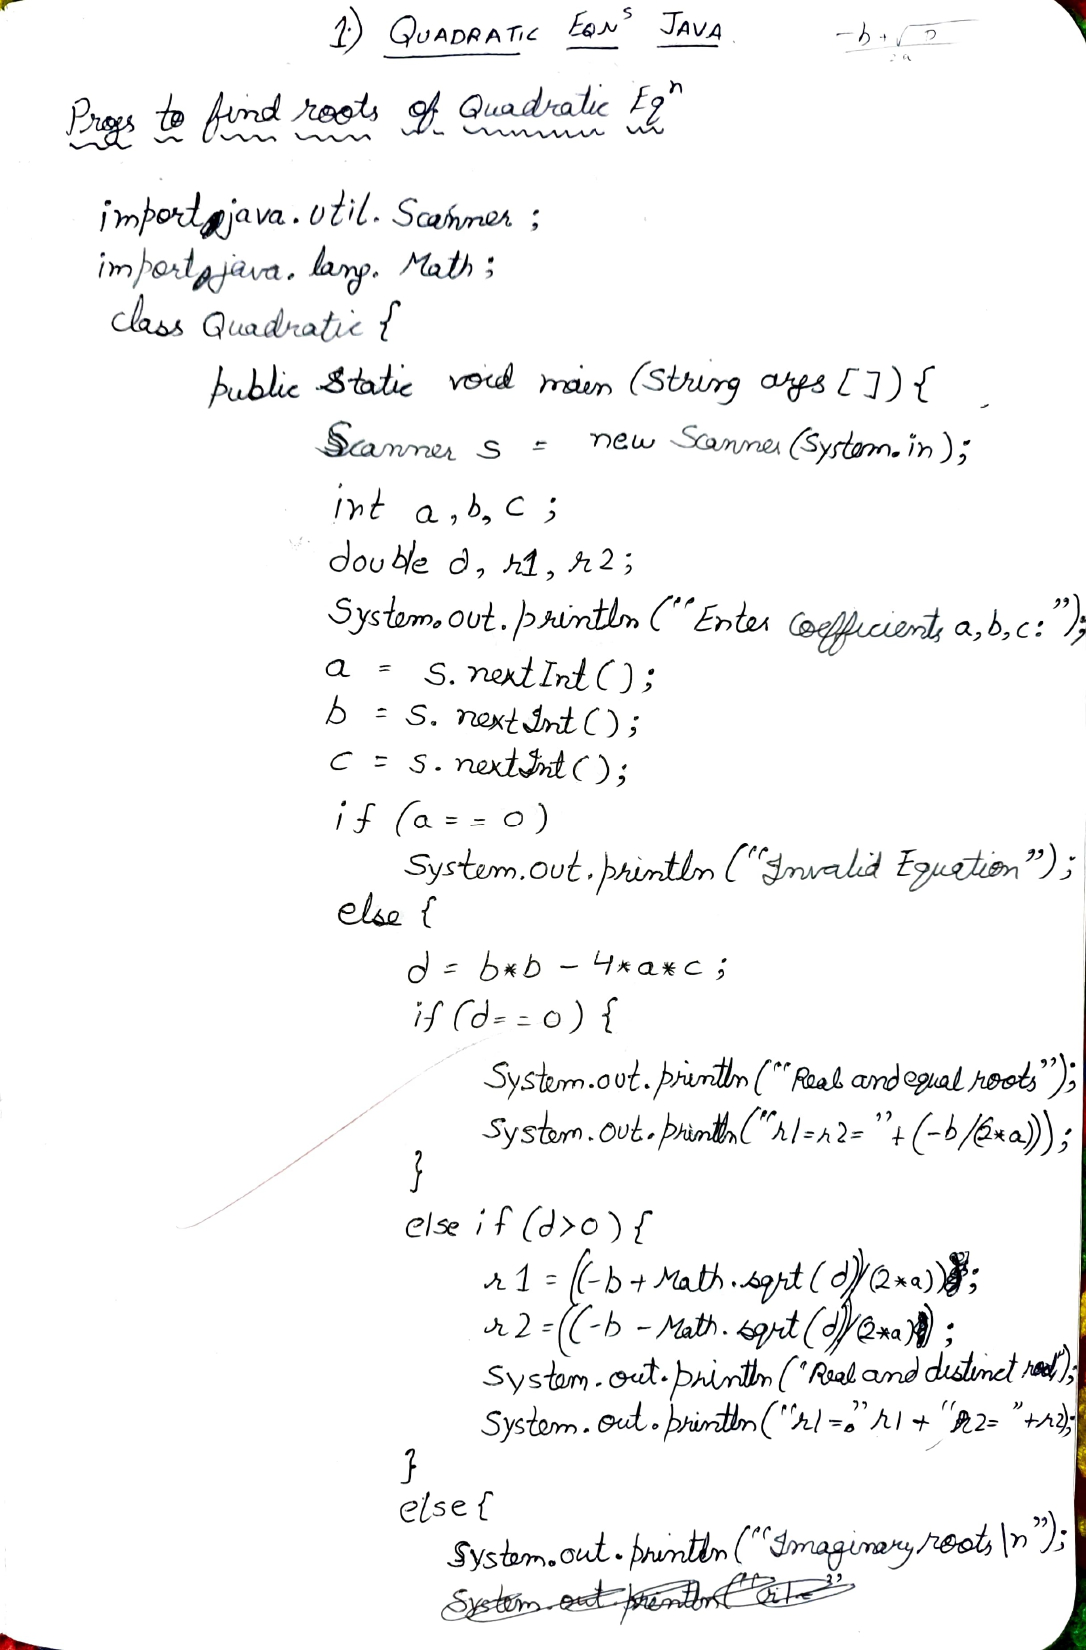 1) QUADRATIC EQNˢ JAVA
-b+√D
2a
Progs to find roots of Quadratic Eqⁿ
import java.util.Scanner;
import java.lang.Math;
class Quadratic {
public static void main (String args []) {
Scanner s = new Scanner (System.in);
int a, b, c;
double d, r1, r2;
System.out.println ("Enter Coefficients a,b,c:");
a = s.nextInt();
b = s.nextInt();
c = s.nextInt();
if (a==0)
System.out.println ("Invalid Equation");
else {
d = b*b - 4*a*c;
if (d==0) {
System.out.println ("Real and equal roots");
System.out.println ("r1=r2= "+(-b/(2*a)));
}
else if (d>0) {
r1 = ((-b + Math.sqrt(d))/(2*a));
r2 = ((-b - Math.sqrt(d))/(2*a));
System.out.println ("Real and distinct root");
System.out.println ("r1=" r1 + "r2= "+r2);
}
else {
System.out.println ("Imaginary roots \n");